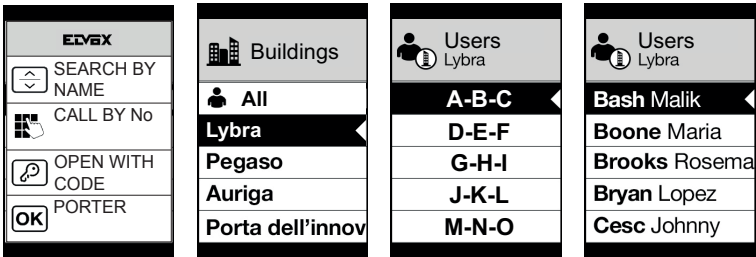 ELVOX
SEARCH BY
NAME
CALL BY No
OPEN WITH
CODE
OK PORTER
Buildings
All
Lybra
Pegaso
Auriga
Porta dell'innov
Users
Lybra
A-B-C
D-E-F
G-H-I
J-K-L
M-N-O
Users
Lybra
Bash Malik
Boone Maria
Brooks Rosema
Bryan Lopez
Cesc Johnny